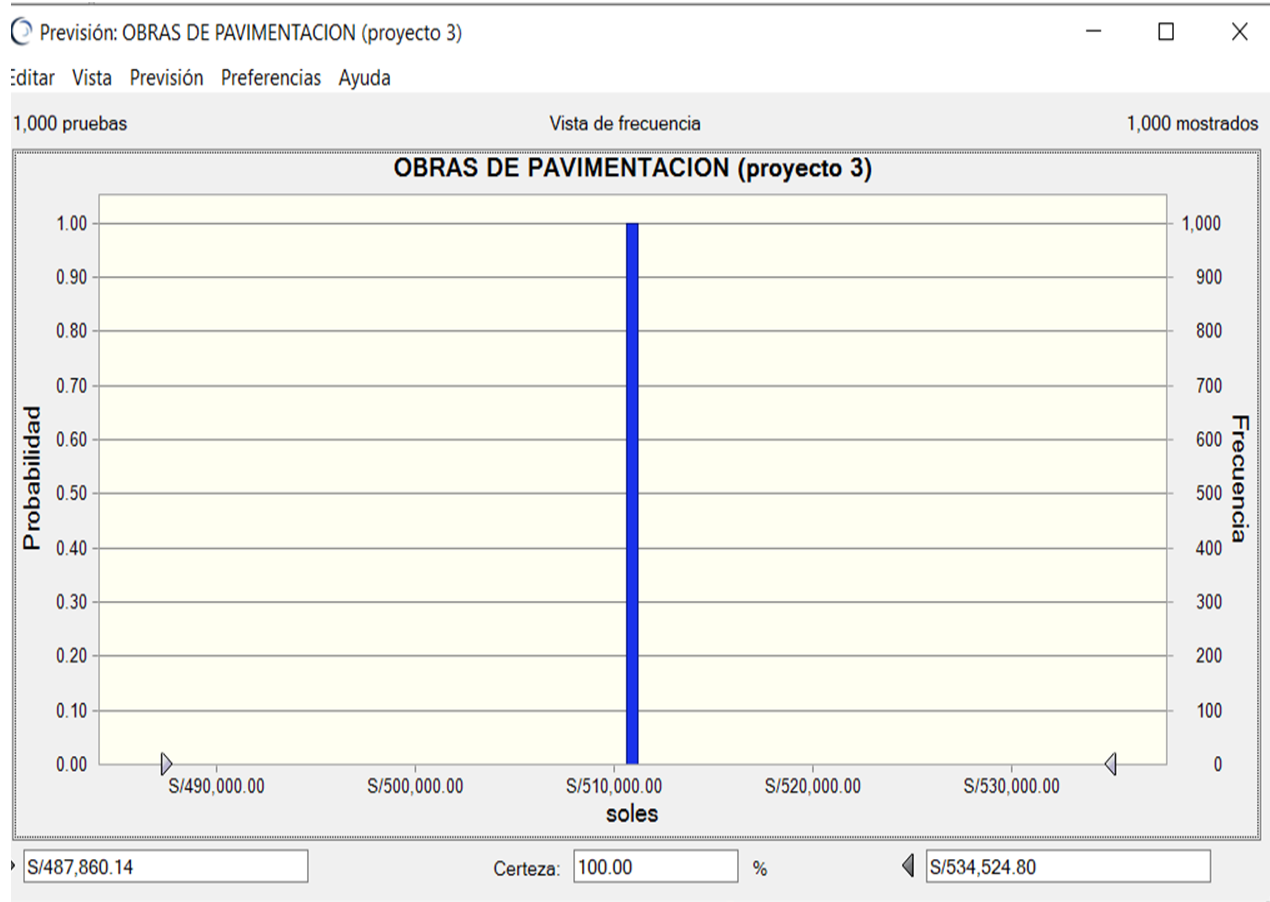 Previsión: OBRAS DE PAVIMENTACION (proyecto 3)
Editar Vista Previsión Preferencias Ayuda
1,000 pruebas Vista de frecuencia 1,000 mostrados
OBRAS DE PAVIMENTACION (proyecto 3)
1.00 1,000
0.90 900
0.80 800
0.70 700
0.60 600
0.50 500
0.40 400
0.30 300
0.20 200
0.10 100
0.00 0
Probabilidad
Frecuencia
S/490,000.00 S/500,000.00 S/510,000.00 S/520,000.00 S/530,000.00
soles
S/487,860.14 Certeza: 100.00 % S/534,524.80